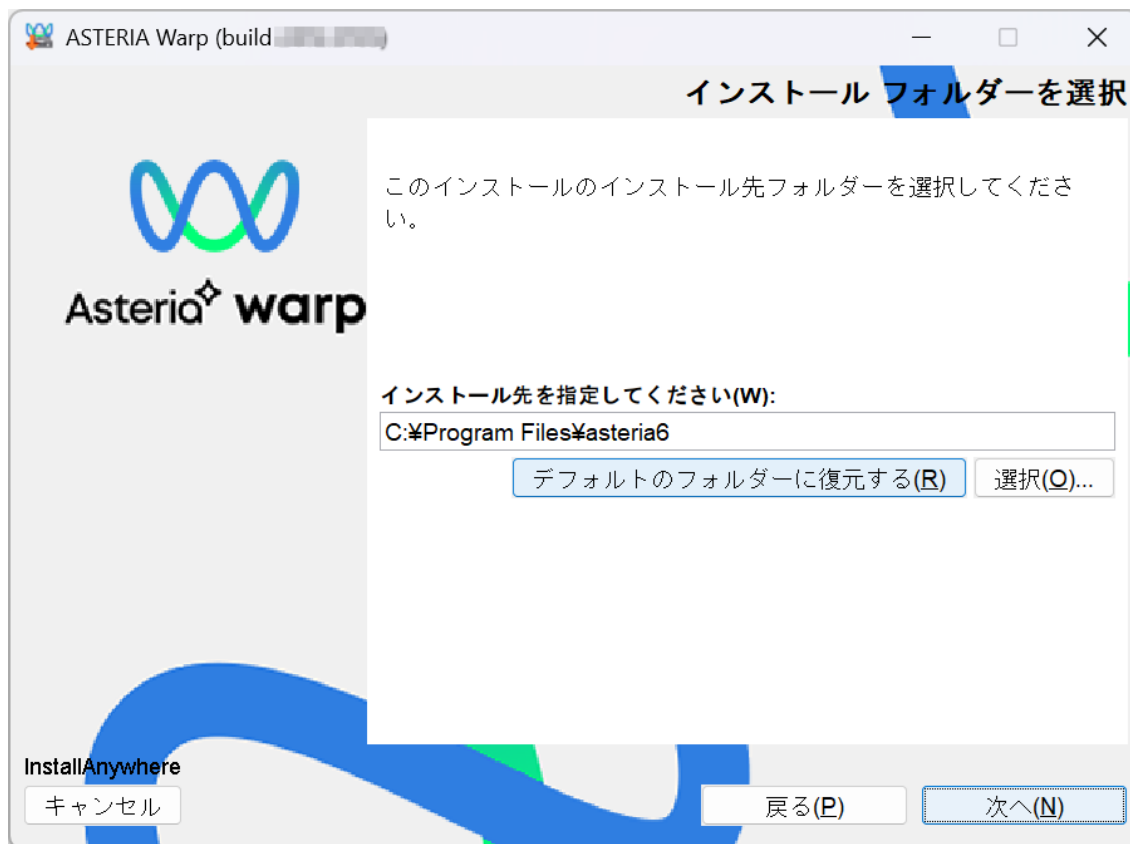 ASTERIA Warp (build
インストール フォルダーを選択
Asteria warp
このインストールのインストール先フォルダーを選択してくださ
い。
インストール先を指定してください(W):
C:¥Program Files¥asteria6
デフォルトのフォルダーに復元する(R)
選択(O)...
InstallAnywhere
キャンセル
戻る(P)
次へ(N)